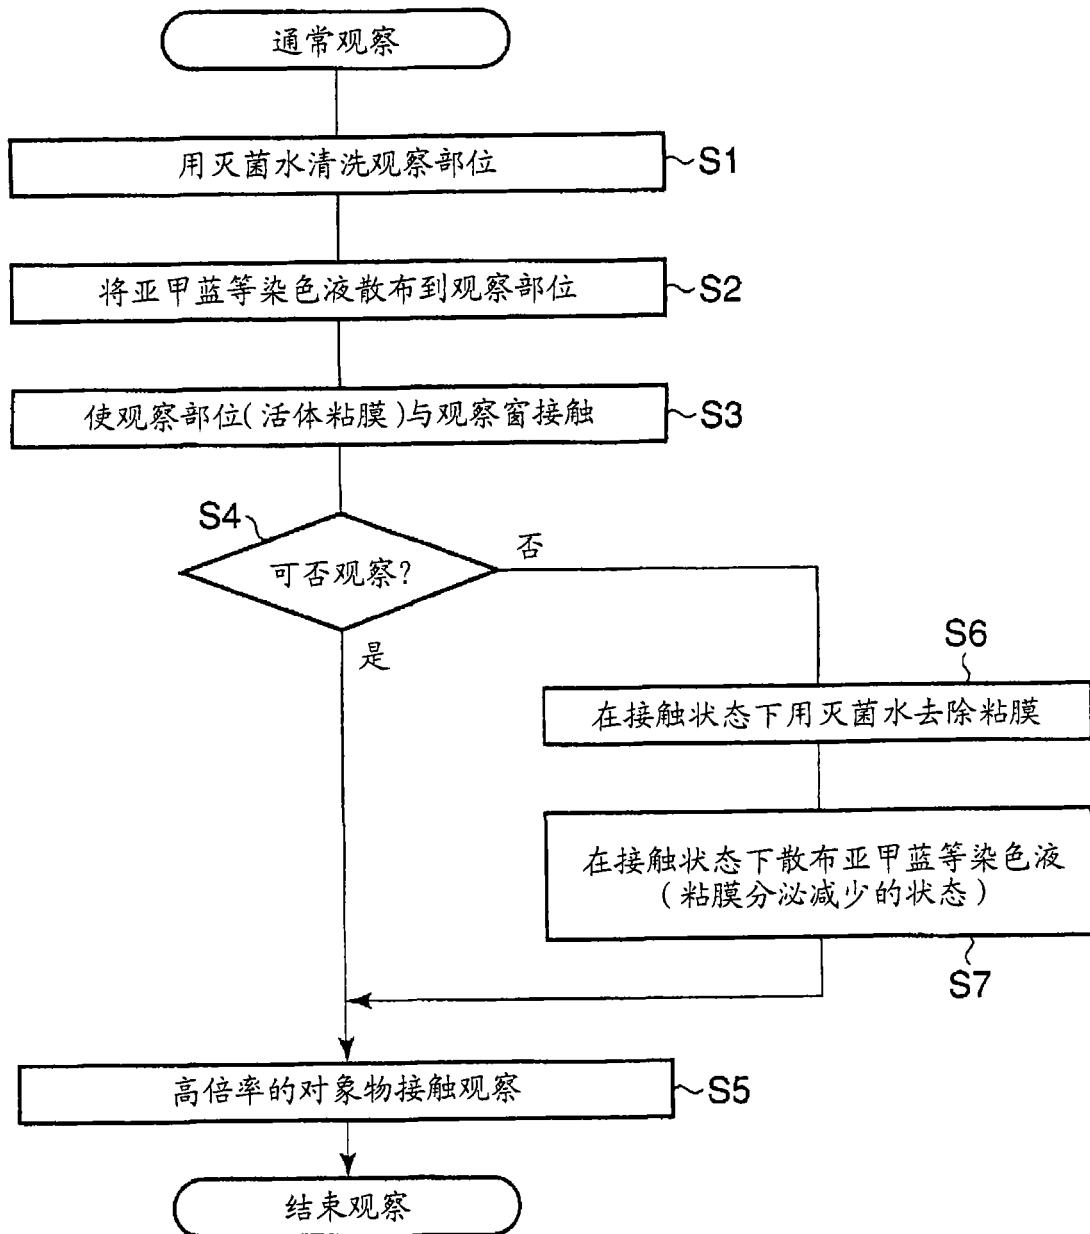 通常观察
用灭菌水清洗观察部位
S1
将亚甲蓝等染色液散布到观察部位
S2
使观察部位(活体粘膜)与观察窗接触
S3
S4
可否观察?
否
是
S6
在接触状态下用灭菌水去除粘膜
在接触状态下散布亚甲蓝等染色液
(粘膜分泌减少的状态)
S7
高倍率的对象物接触观察
S5
结束观察